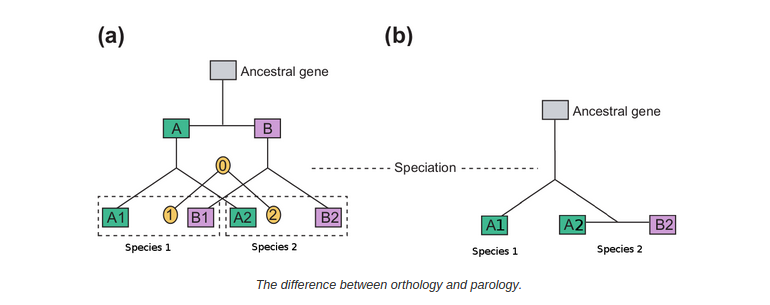 (a)
(b)
Ancestral gene
Ancestral gene
A
B
0
Speciation
A1
1
B1
A2
2
B2
A1
A2
B2
Species 1
Species 2
Species 1
Species 2
The difference between orthology and parology.